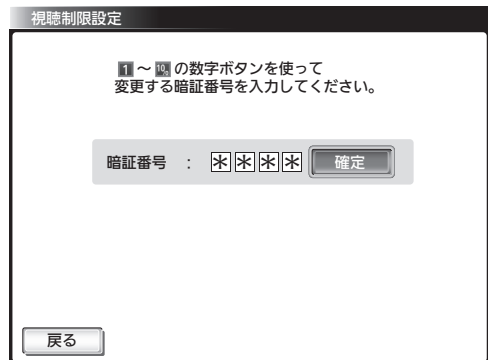 視聴制限設定
1 ~ 10 の数字ボタンを使って
変更する暗証番号を入力してください。
暗証番号 : ＊＊＊＊ 確定
戻る